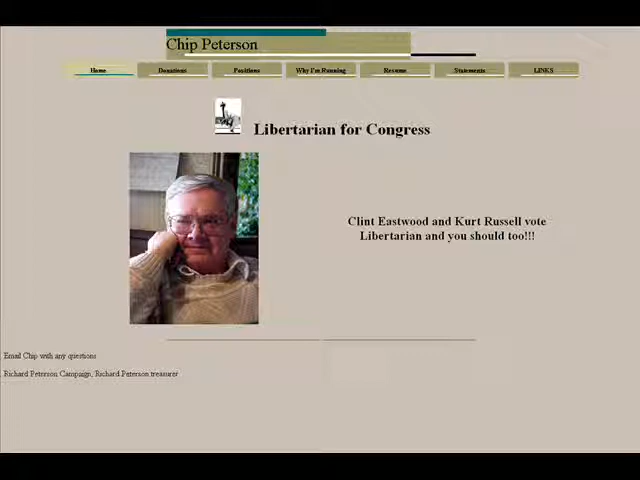 Chip Peterson
Home Donations Positions Why I'm Running Resume Statements LINKS
Libertarian for Congress
Clint Eastwood and Kurt Russell vote
Libertarian and you should too!!!
Email Chip with any questions
Richard Peterson Campaign, Richard Peterson treasurer